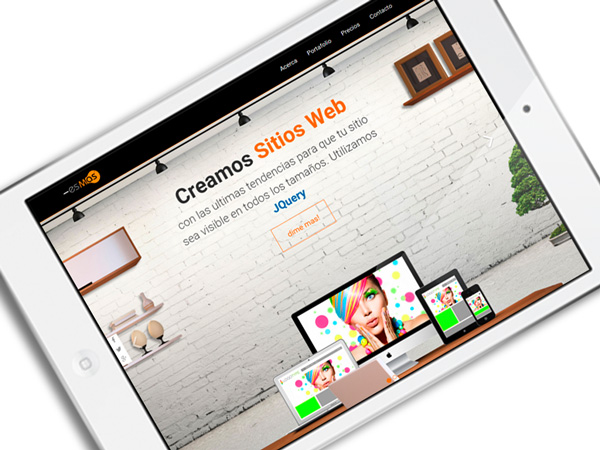 esMAS
Acerca Portafolio Precios Contacto
Creamos Sitios Web
con las ultimas tendencias para que tu sitio
sea visible en todos los tamaños. Utilizamos
JQuery
dime mas!